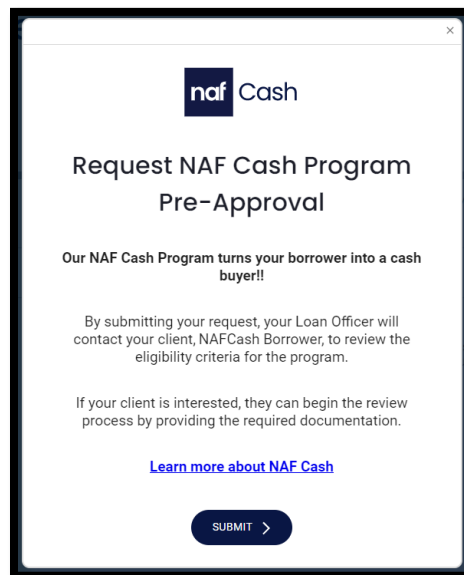 ×
naf Cash
Request NAF Cash Program
Pre-Approval
Our NAF Cash Program turns your borrower into a cash
buyer!!
By submitting your request, your Loan Officer will
contact your client, NAFCash Borrower, to review the
eligibility criteria for the program.
If your client is interested, they can begin the review
process by providing the required documentation.
Learn more about NAF Cash
SUBMIT >